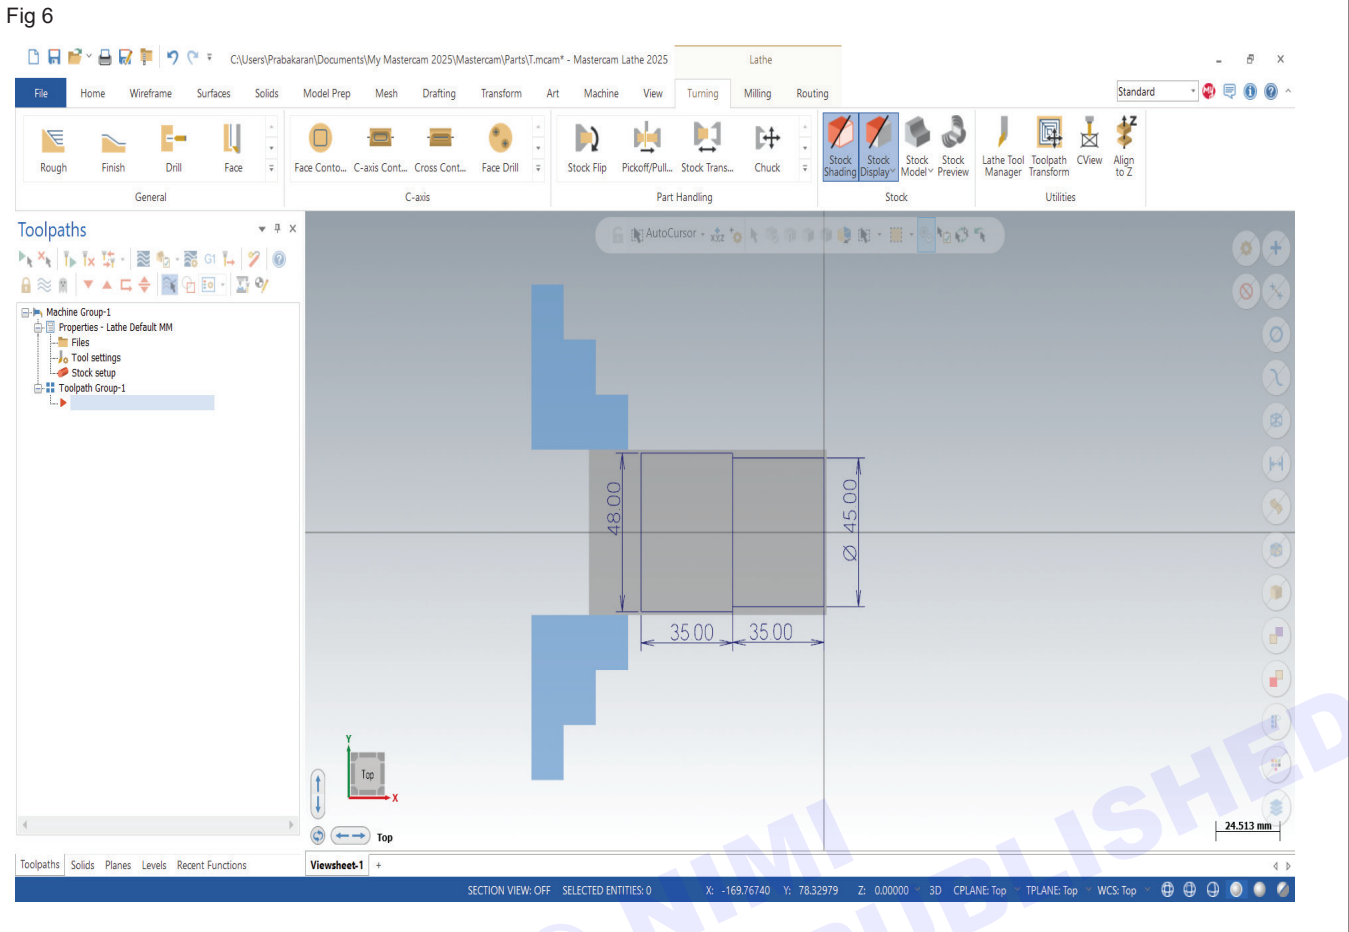 Fig 6
C:\Users\Prabakaran\Documents\My Mastercam 2025\Mastercam\Parts\T.mcam* - Mastercam Lathe 2025
Lathe
File Home Wireframe Surfaces Solids Model Prep Mesh Drafting Transform Art Machine View Turning Milling Routing
Standard
Rough Finish Drill Face
General
Face Conto... C-axis Cont... Cross Cont... Face Drill
C-axis
Stock Flip Pickoff/Pull... Stock Trans... Chuck
Part Handling
Stock Shading
Stock Display
Stock Model
Stock Preview
Stock
Lathe Tool Manager
Toolpath Transform
CView
Align to Z
Utilities
Toolpaths
G1
Machine Group-1
Properties - Lathe Default MM
Files
Tool settings
Stock setup
Toolpath Group-1
AutoCursor
48.00
Ø 45.00
35.00 35.00
Y
Top
X
Top
24.513 mm
Toolpaths Solids Planes Levels Recent Functions
Viewsheet-1 +
SECTION VIEW: OFF SELECTED ENTITIES: 0 X: -169.76740 Y: 78.32979 Z: 0.00000 3D CPLANE: Top TPLANE: Top WCS: Top
© NIMI
PUBLISHED